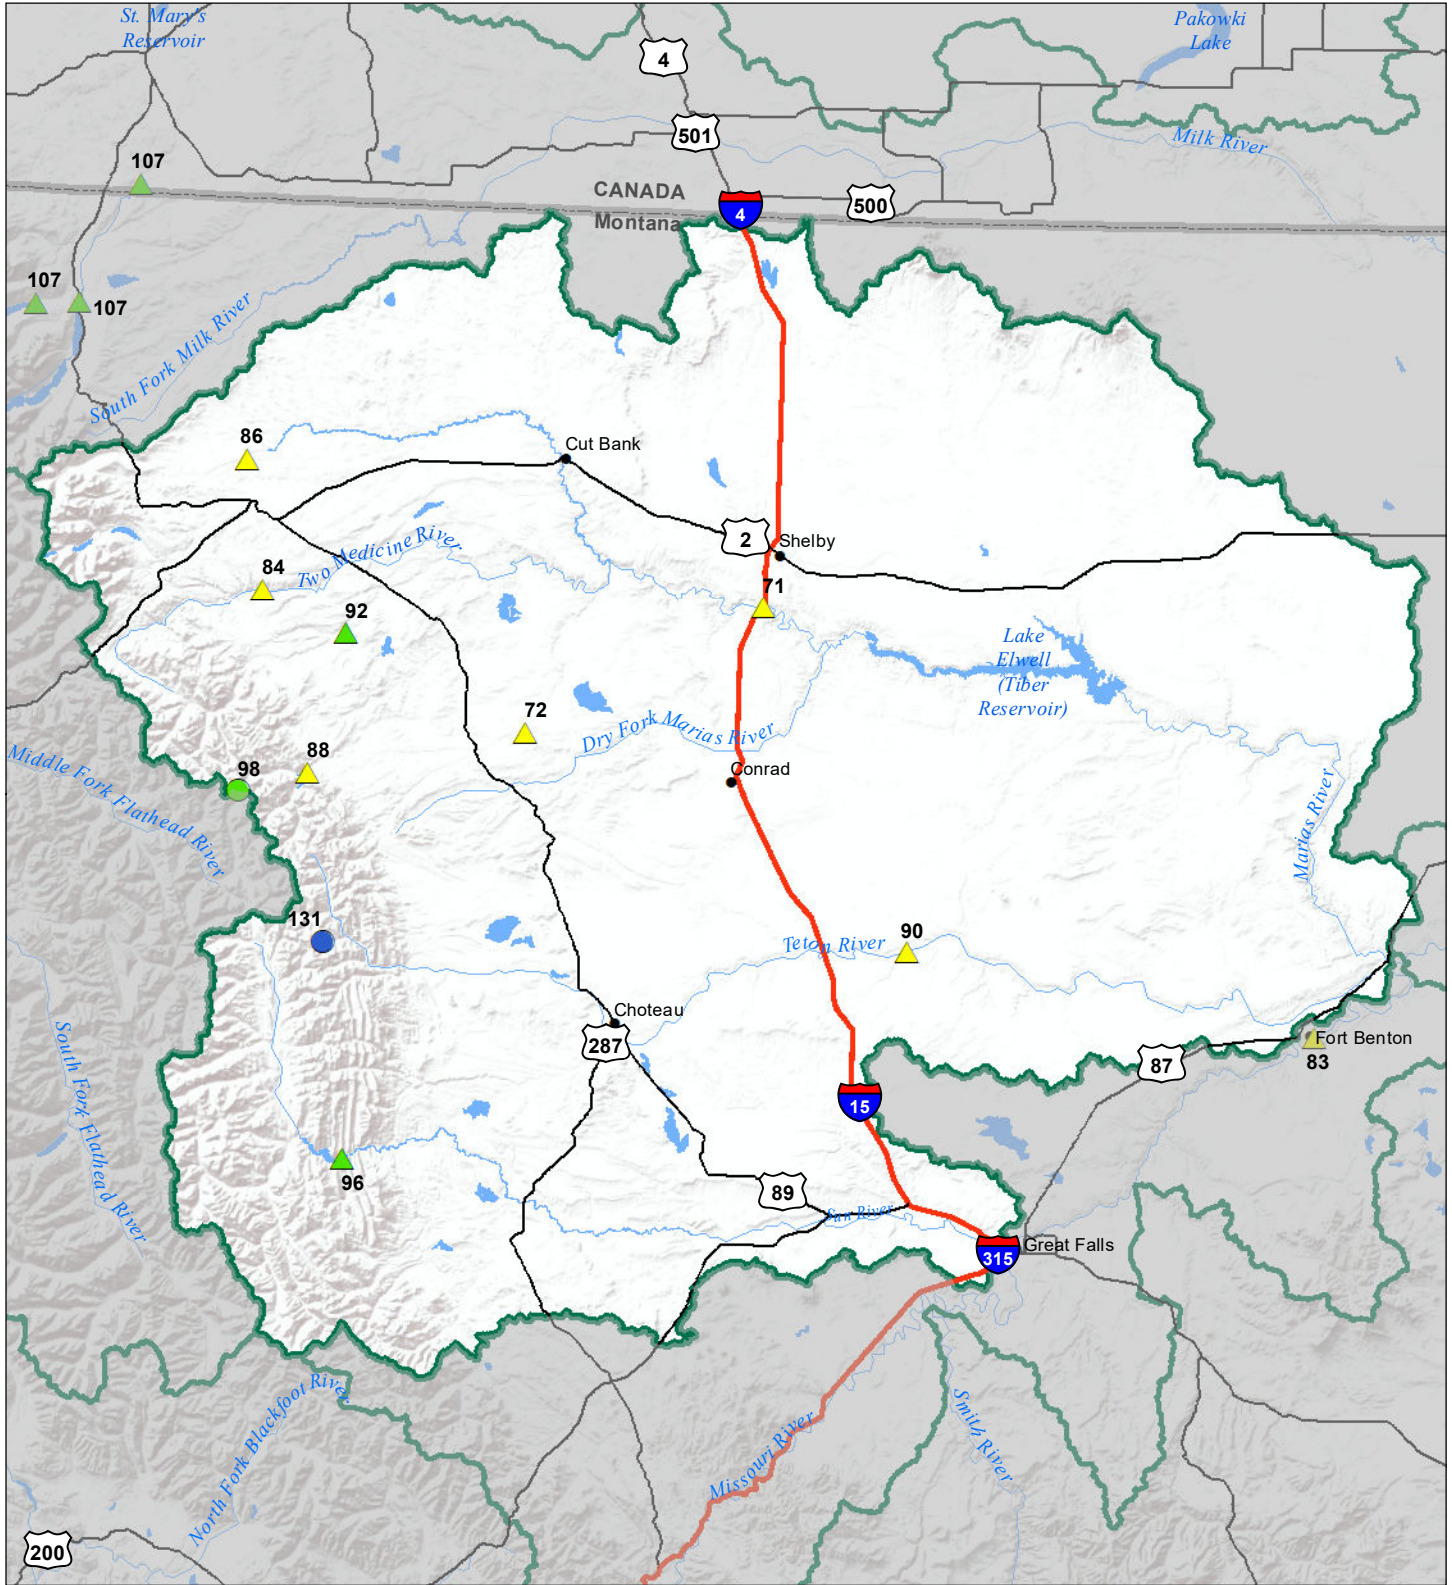 St. Mary's
Reservoir
Pakowki
Lake
4
501
Milk River
107
CANADA
Montana
4
500
107
107
South Fork Milk River
86
Cut Bank
2
Shelby
84
Two Medicine River
71
92
Lake
Elwell
(Tiber
Reservoir)
72
Dry Fork Marias River
88
98
Conrad
Middle Fork Flathead River
Marias River
131
90
Teton River
Choteau
287
Fort Benton
87
83
South Fork Flathead River
15
96
89
Sun River
Great Falls
315
North Fork Blackfoot River
Smith River
Missouri River
200